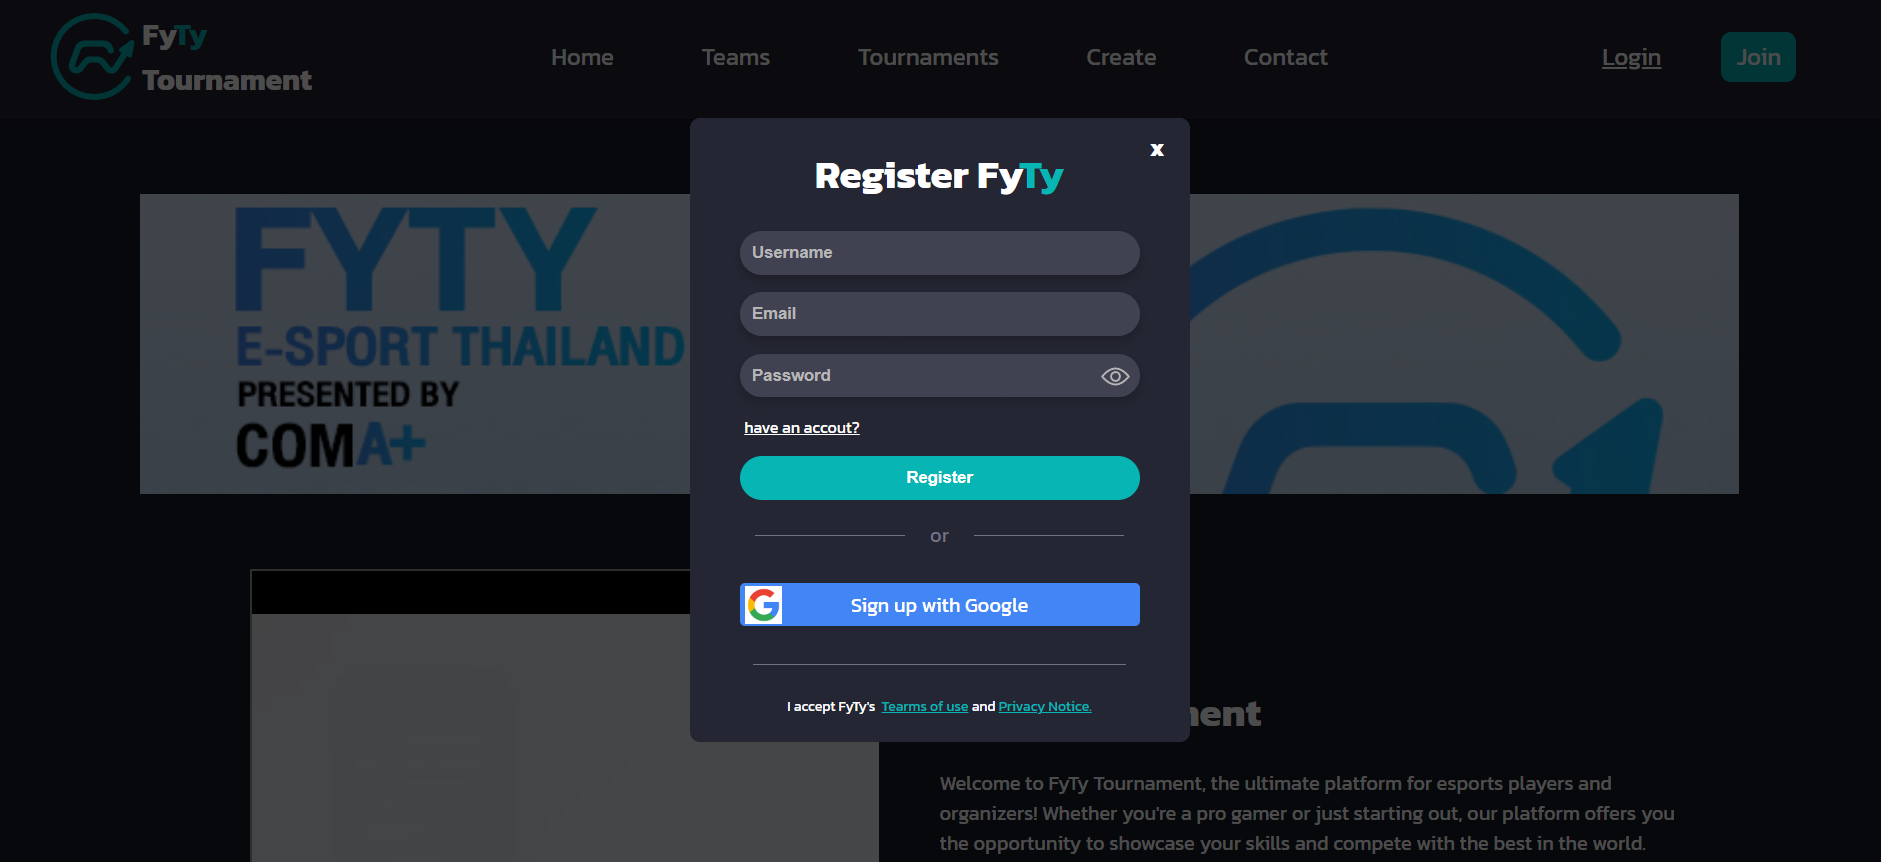 FyTy
Tournament
Home
Teams
Tournaments
Create
Contact
Login
Join
x
Register FyTy
FYTY
E-SPORT THAILAND
PRESENTED BY
COMA+
Username
Email
Password
have an accout?
Register
or
Sign up with Google
I accept FyTy's Tearms of use and Privacy Notice.
Welcome to FyTy Tournament, the ultimate platform for esports players and
organizers! Whether you're a pro gamer or just starting out, our platform offers you
the opportunity to showcase your skills and compete with the best in the world.